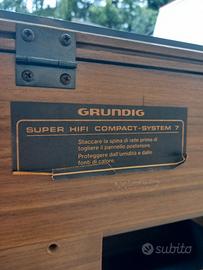 GRUNDIG
SUPER HIFI COMPACT-SYSTEM 7
Staccare la spina di rete prima di
togliere il pannello posteriore.
Proteggere dall'umidità e dalle
fonti di calore.
subito